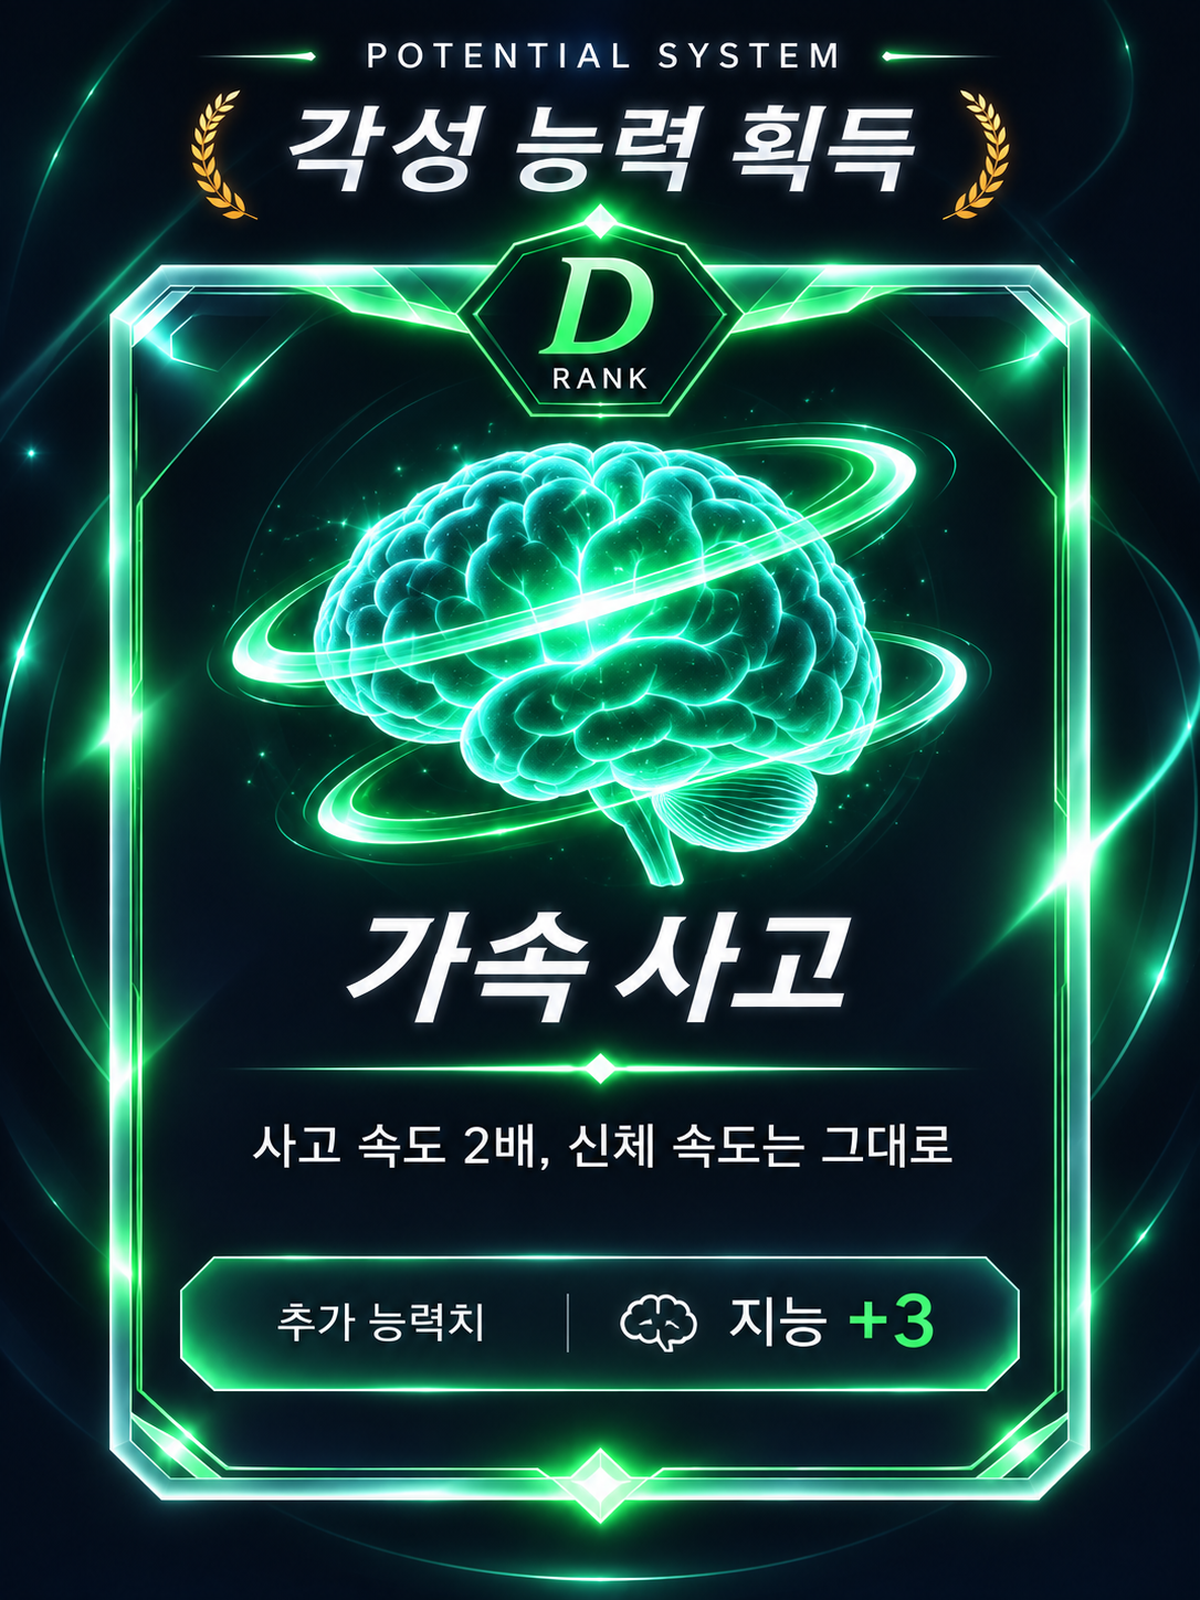 POTENTIAL SYSTEM
각성 능력 획득
D
RANK
가속 사고
사고 속도 2배, 신체 속도는 그대로
추가 능력치
지능 +3